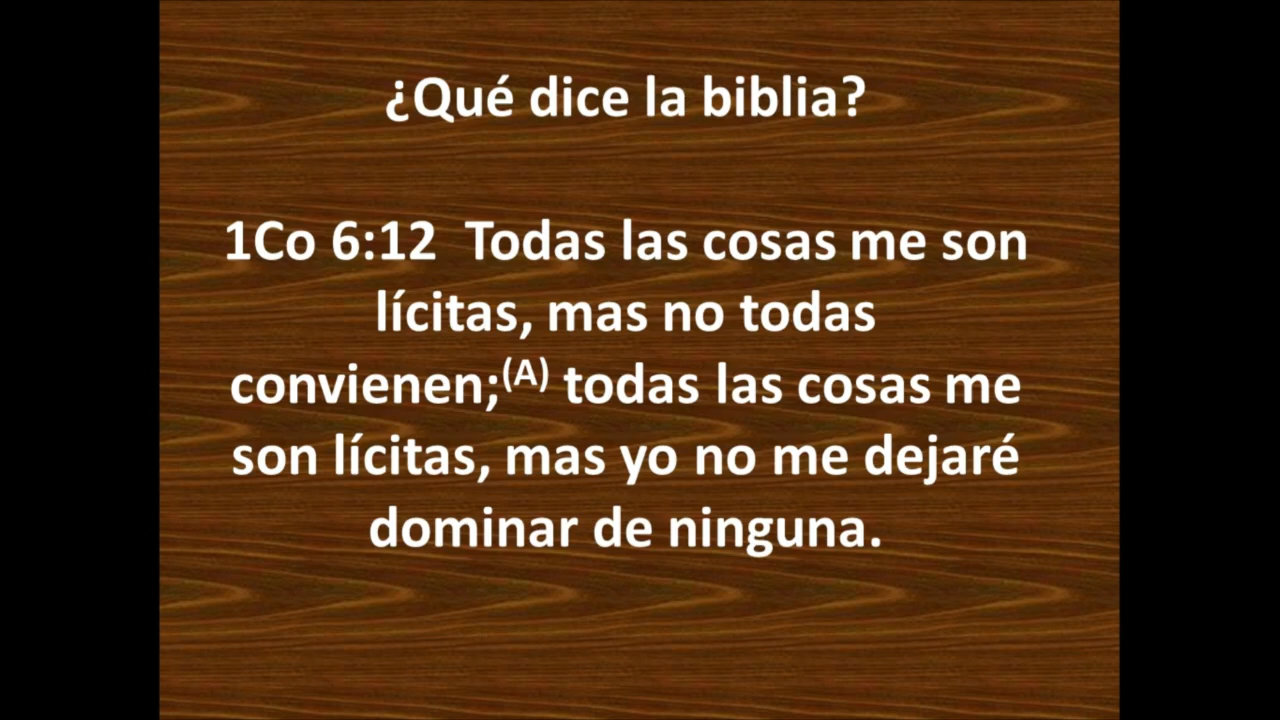 ¿Qué dice la biblia?
1Co 6:12  Todas las cosas me son
lícitas, mas no todas
convienen;(A) todas las cosas me
son lícitas, mas yo no me dejaré
dominar de ninguna.